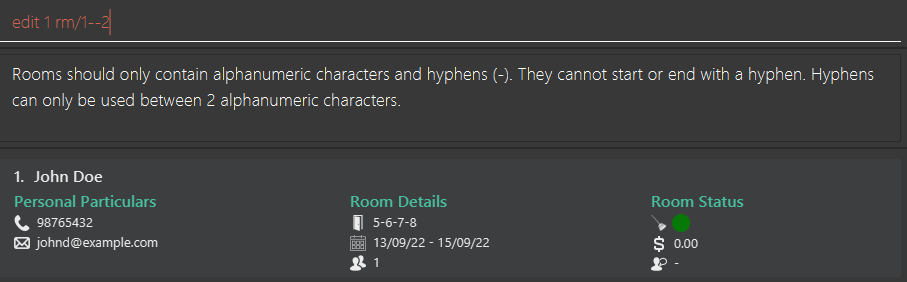 edit 1 rm/1--2
Rooms should only contain alphanumeric characters and hyphens (-). They cannot start or end with a hyphen. Hyphens
can only be used between 2 alphanumeric characters.
1. John Doe
Personal Particulars
98765432
johnd@example.com
Room Details
5-6-7-8
13/09/22 - 15/09/22
1
Room Status
$ 0.00
-